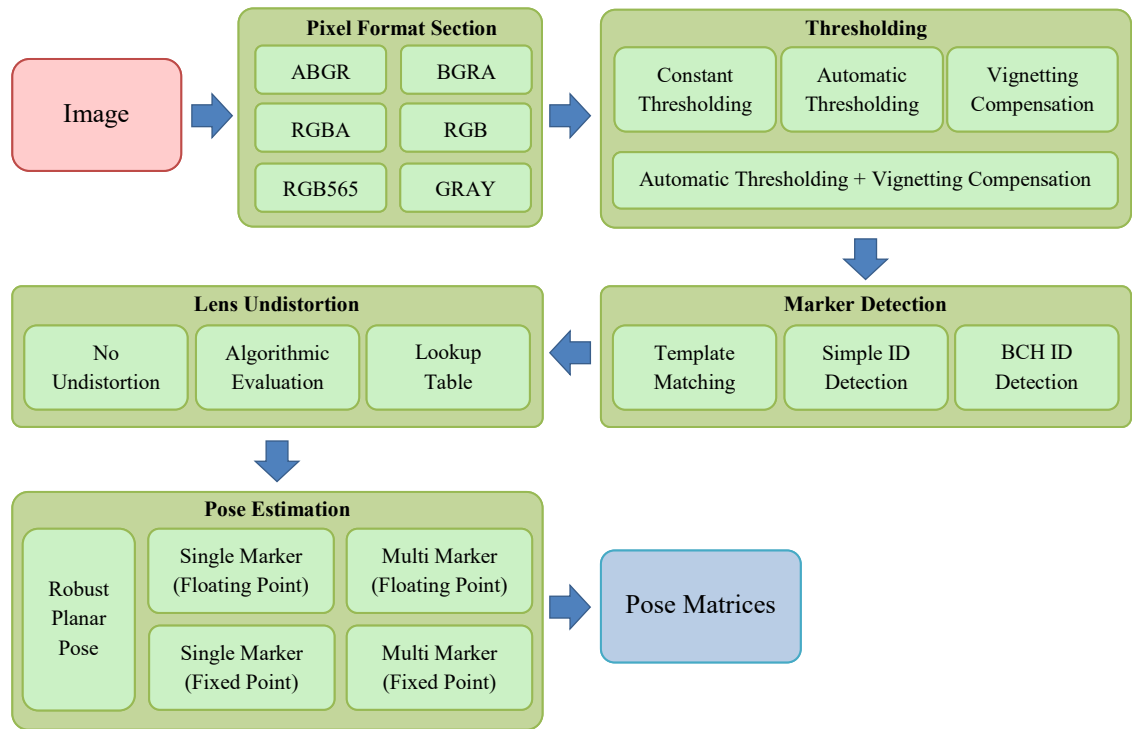 Image
Pixel Format Section
ABGR
BGRA
RGBA
RGB
RGB565
GRAY
Thresholding
Constant
Thresholding
Automatic
Thresholding
Vignetting
Compensation
Automatic Thresholding + Vignetting Compensation
Marker Detection
Template
Matching
Simple ID
Detection
BCH ID
Detection
Lens Undistortion
No
Undistortion
Algorithmic
Evaluation
Lookup
Table
Pose Estimation
Robust
Planar
Pose
Single Marker
(Floating Point)
Multi Marker
(Floating Point)
Single Marker
(Fixed Point)
Multi Marker
(Fixed Point)
Pose Matrices